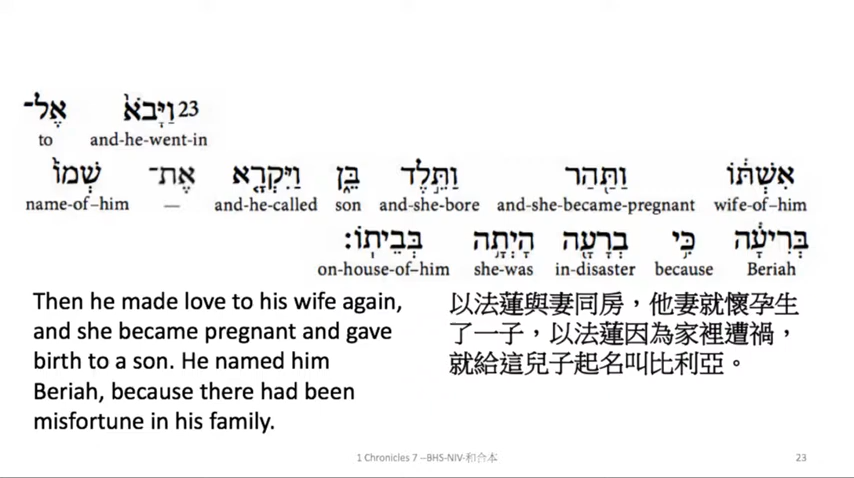 23 וַיָּבֹא֙ אֶל־
and-he-went-in to
אִשְׁתּ֔וֹ וַתַּ֖הַר וַתֵּ֣לֶד בֵּ֑ן וַיִּקְרָ֤א אֶת־ שְׁמוֹ֙
wife-of-him and-she-became-pregnant and-she-bore son and-he-called — name-of-him
בְּרִיעָ֔ה כִּ֥י בְרָעָ֖ה הָיְתָ֥ה בְּבֵיתֽוֹ׃
Beriah because in-disaster she-was on-house-of-him
Then he made love to his wife again,
and she became pregnant and gave
birth to a son. He named him
Beriah, because there had been
misfortune in his family.
以法蓮與妻同房，他妻就懷孕生
了一子，以法蓮因為家裡遭禍，
就給這兒子起名叫比利亞。
1 Chronicles 7 –BHS-NIV-和合本
23